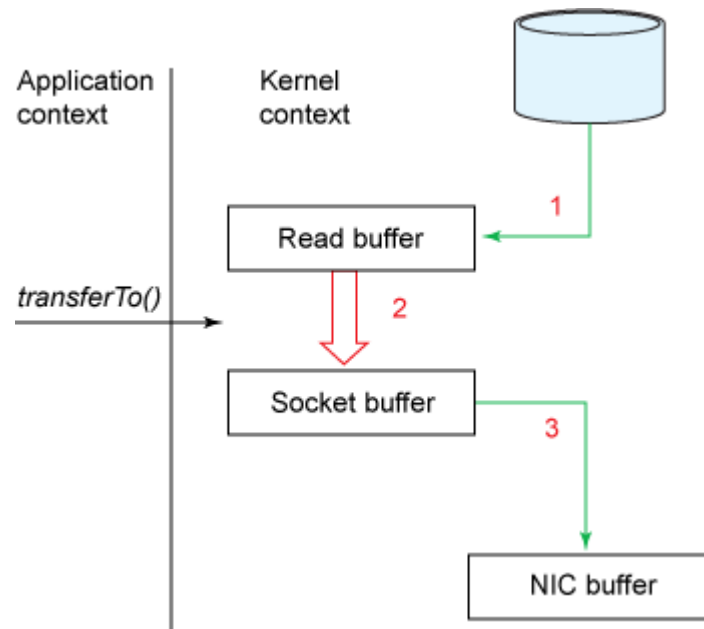 Application
context
Kernel
context
1
Read buffer
transferTo()
2
Socket buffer
3
NIC buffer